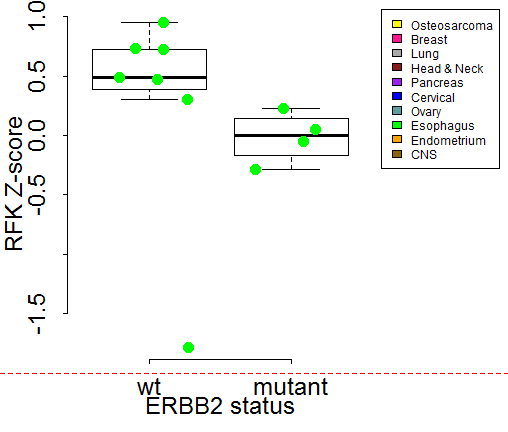 1.0
0.5
0.0
-0.5
-1.5
RFK Z-score
wt
mutant
ERBB2 status
Osteosarcoma
Breast
Lung
Head & Neck
Pancreas
Cervical
Ovary
Esophagus
Endometrium
CNS